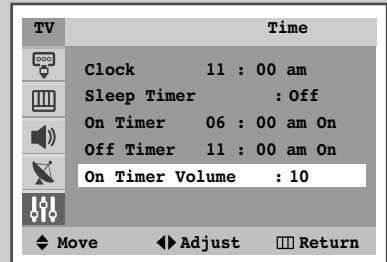 TV Time
Clock 11 : 00 am
Sleep Timer : Off
On Timer 06 : 00 am On
Off Timer 11 : 00 am On
On Timer Volume : 10
Move Adjust Return